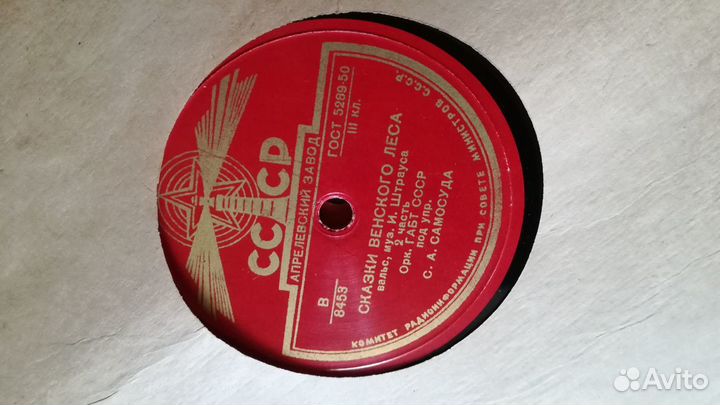 СССР
АПРЕЛЕВСКИЙ ЗАВОД
ГОСТ 5289-50
III КЛ.
В
8453
СКАЗКИ ВЕНСКОГО ЛЕСА
вальс, муз. И. Штрауса
2 часть
Орк. ГАБТ СССР
под упр.
С. А. САМОСУДА
КОМИТЕТ РАДИОИНФОРМАЦИИ ПРИ СОВЕТЕ МИНИСТРОВ С.С.С.Р.
Avito